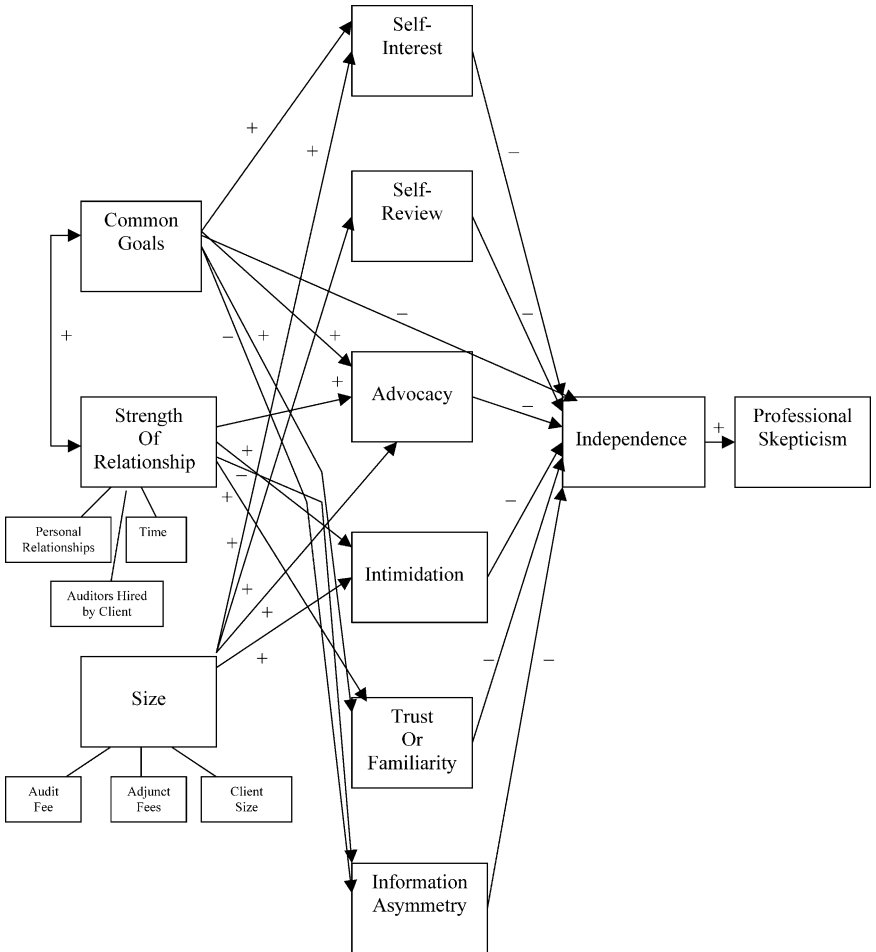 Self-
Interest
+
+
–
Self-
Review
Common
Goals
–
–
+
–
+
+
+
Advocacy
–
Strength
Of
Relationship
Independence
+
Professional
Skepticism
+
–
+
–
Personal
Relationships
Time
+
Intimidation
Auditors Hired
by Client
+
+
+
–
–
Size
Trust
Or
Familiarity
Audit
Fee
Adjunct
Fees
Client
Size
Information
Asymmetry